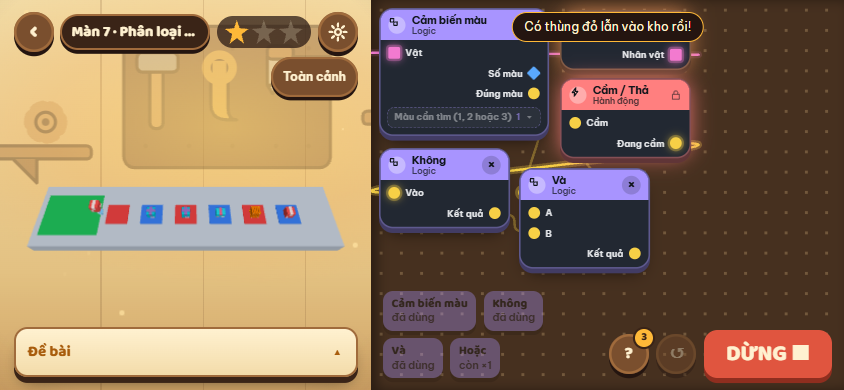 Màn 7 · Phân loại ...
Toàn cảnh
Đề bài
Cảm biến màu
Logic
Vật
Số màu
Đúng màu
Màu cần tìm (1, 2 hoặc 3) 1
Có thùng đỏ lẫn vào kho rồi!
Nhân vật
Cầm / Thả
Hành động
Cầm
Đang cầm
Không
Logic
Vào
Kết quả
Và
Logic
A
B
Kết quả
Cảm biến màu
đã dùng
Không
đã dùng
Và
đã dùng
Hoặc
còn ×1
?
3
DỪNG